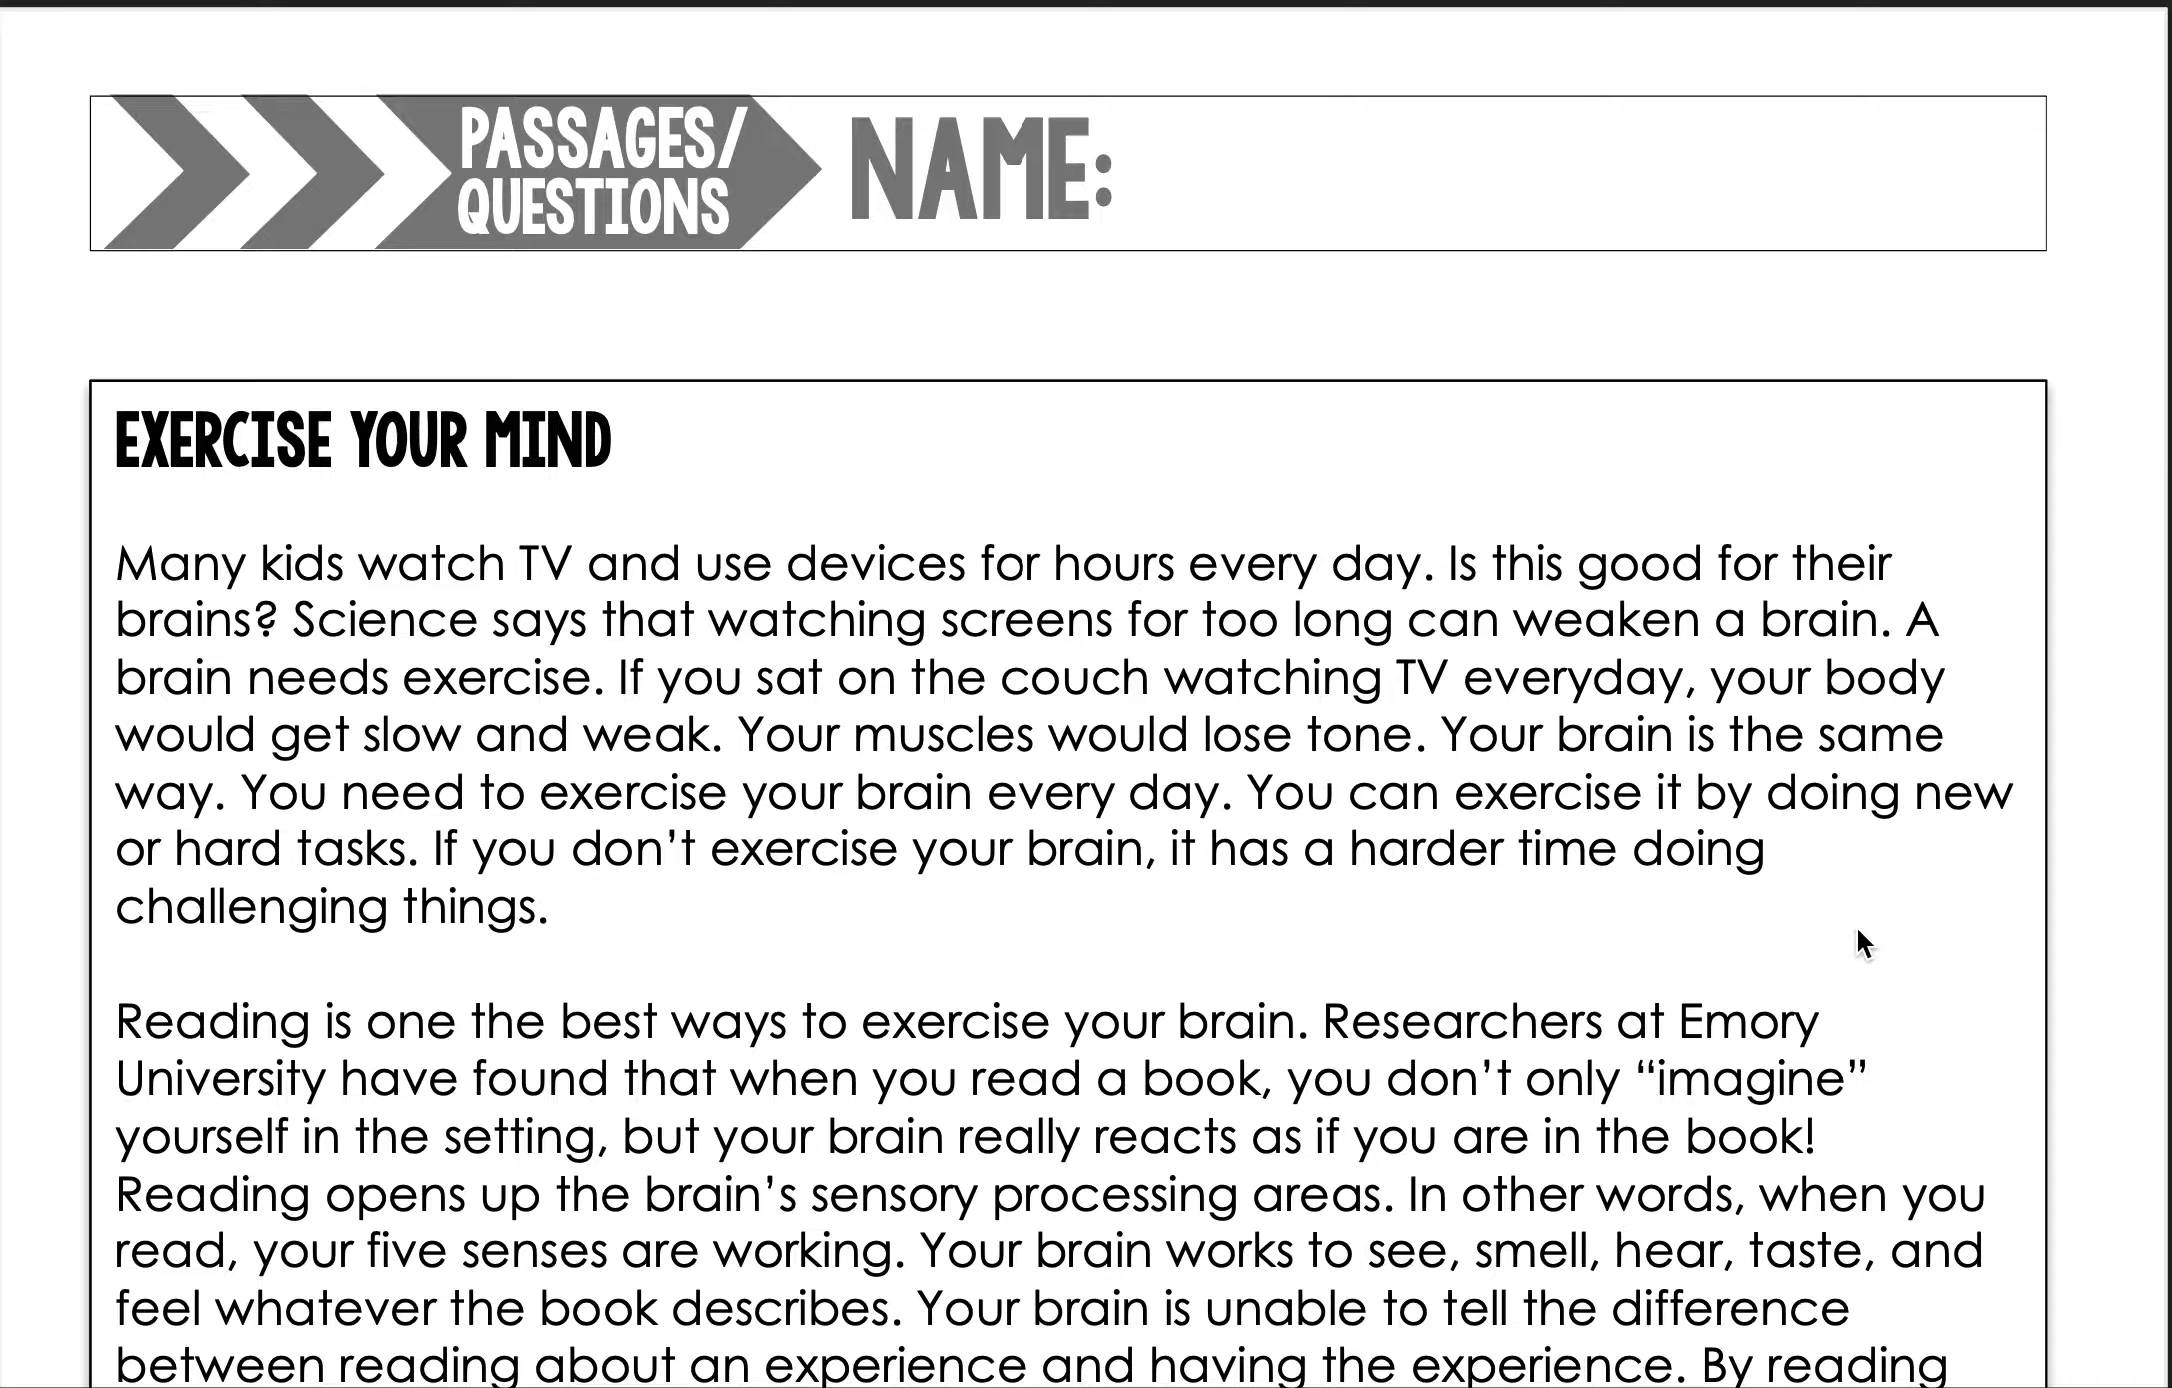 PASSAGES/
QUESTIONS
NAME:
EXERCISE YOUR MIND
Many kids watch TV and use devices for hours every day. Is this good for their
brains? Science says that watching screens for too long can weaken a brain. A
brain needs exercise. If you sat on the couch watching TV everyday, your body
would get slow and weak. Your muscles would lose tone. Your brain is the same
way. You need to exercise your brain every day. You can exercise it by doing new
or hard tasks. If you don’t exercise your brain, it has a harder time doing
challenging things.
Reading is one the best ways to exercise your brain. Researchers at Emory
University have found that when you read a book, you don’t only “imagine”
yourself in the setting, but your brain really reacts as if you are in the book!
Reading opens up the brain’s sensory processing areas. In other words, when you
read, your five senses are working. Your brain works to see, smell, hear, taste, and
feel whatever the book describes. Your brain is unable to tell the difference
between reading about an experience and having the experience. By reading